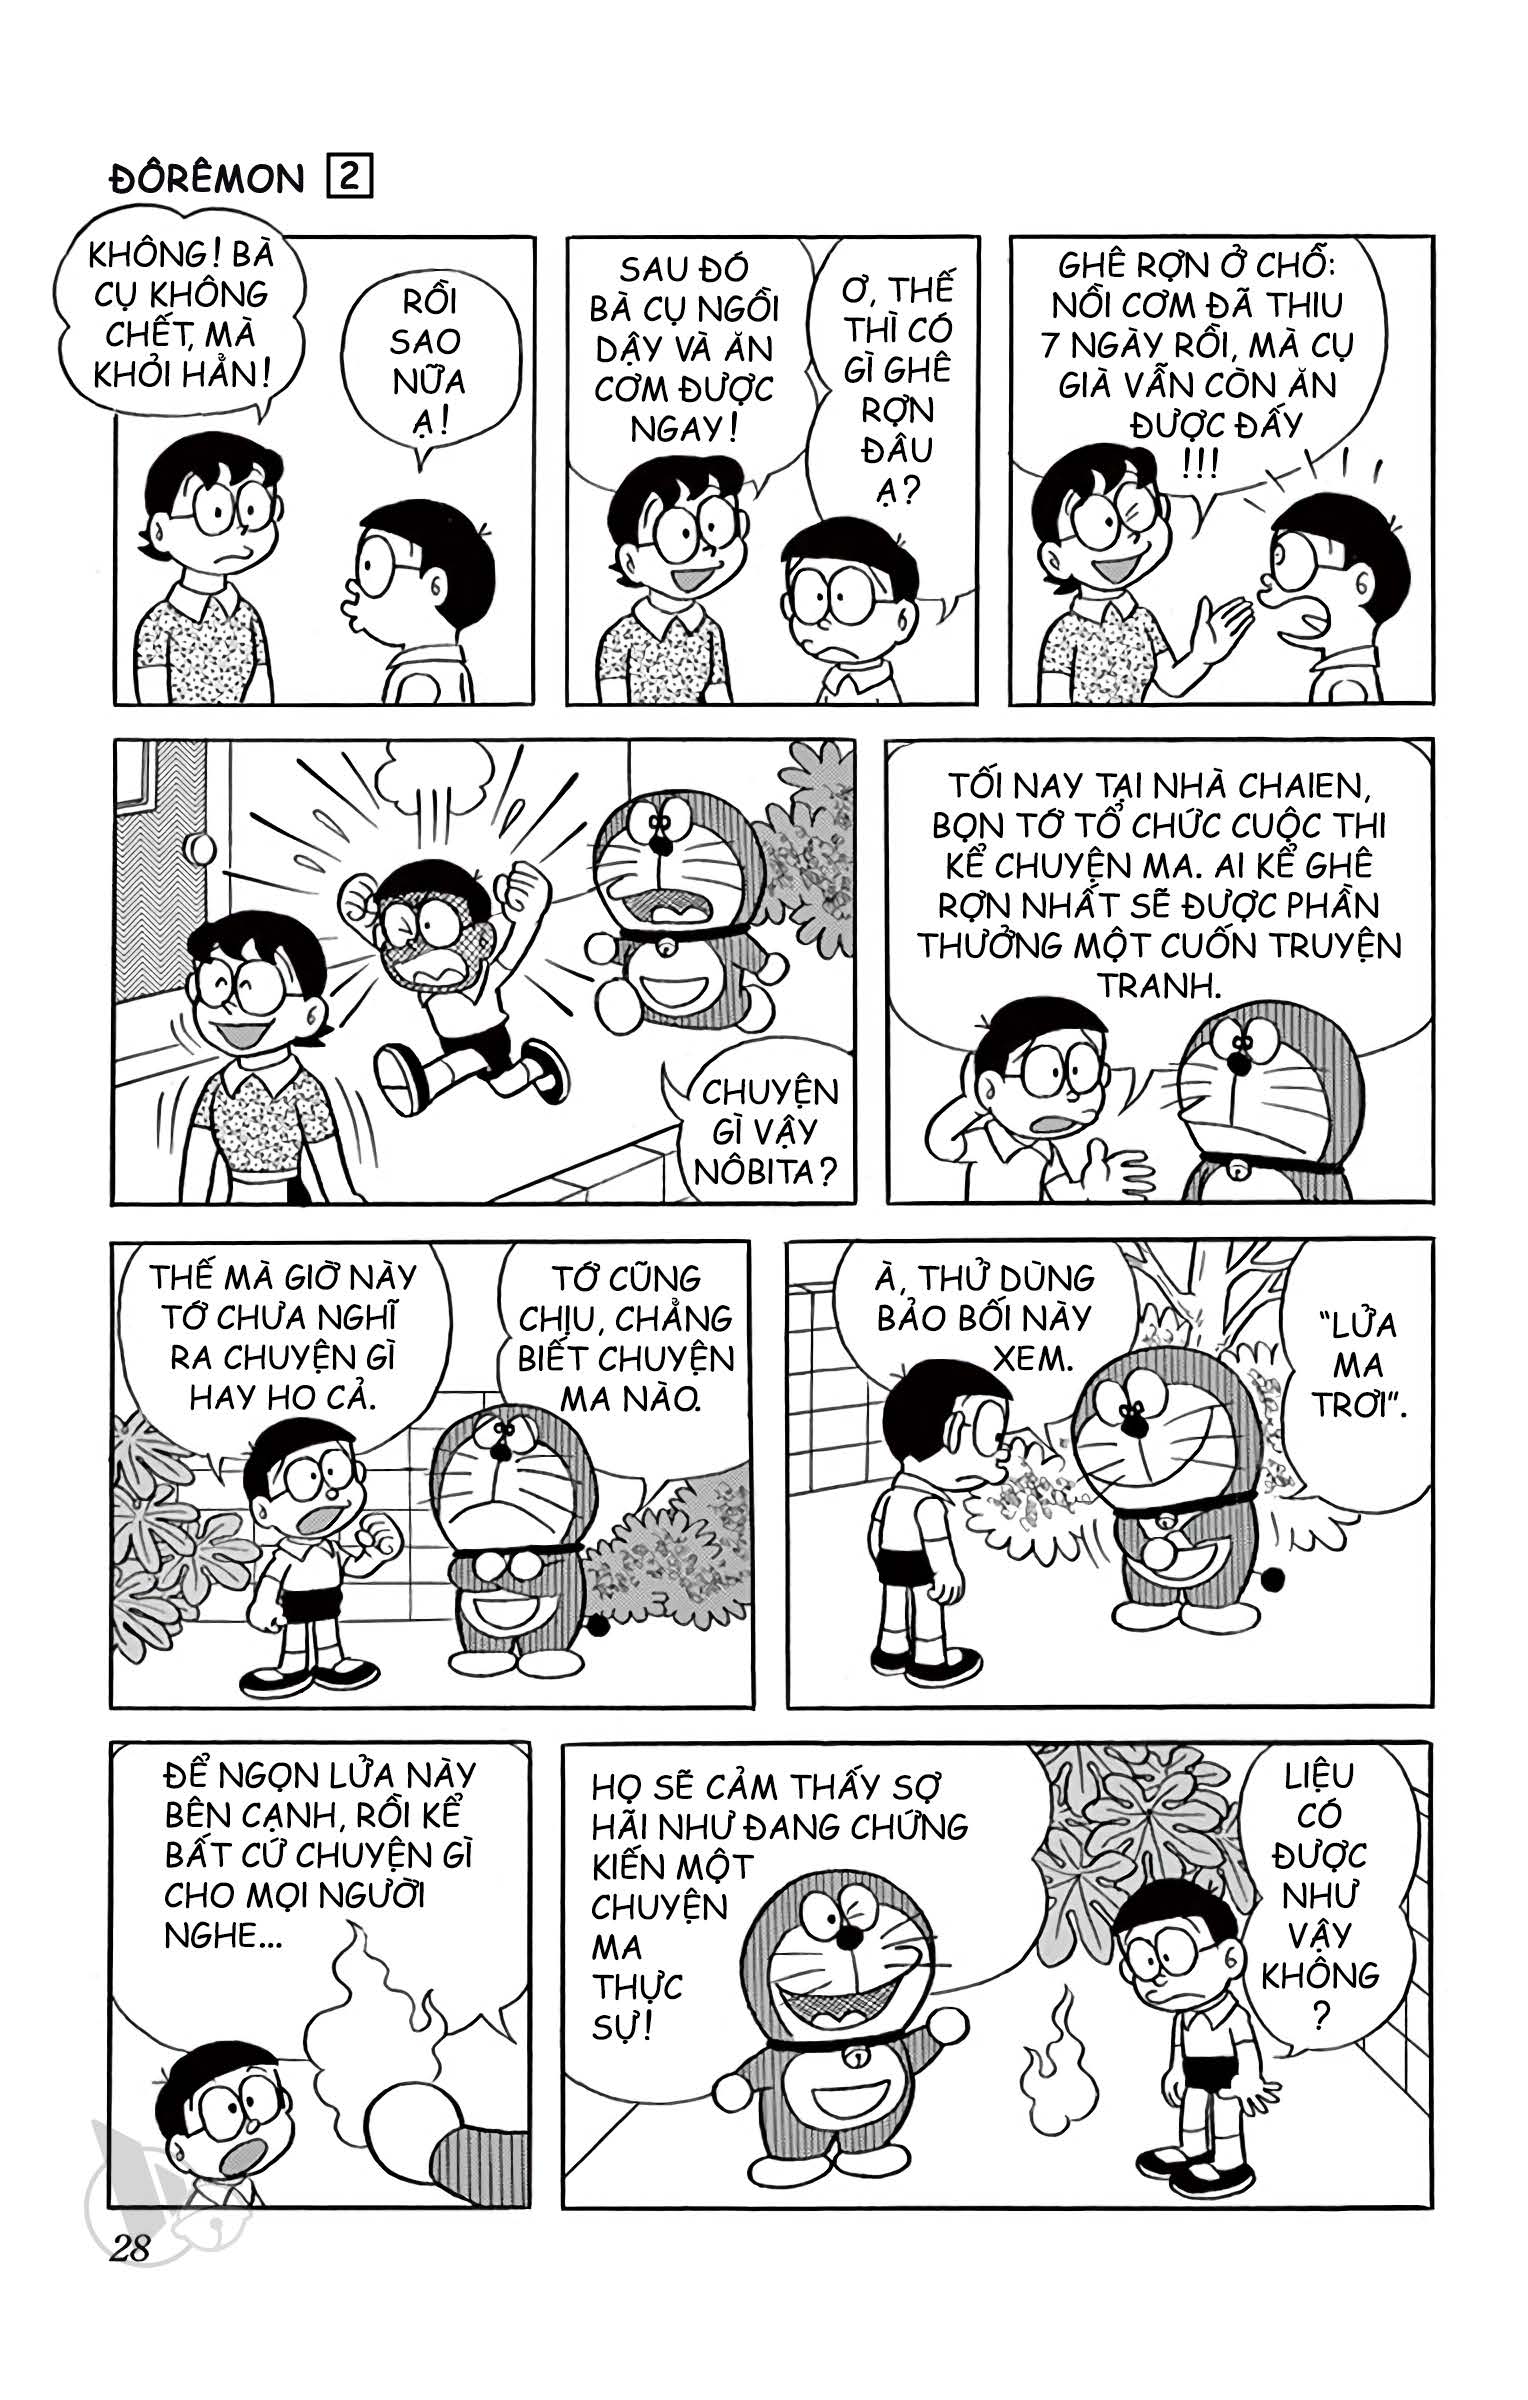 ĐÔRÊMON 2
KHÔNG! BÀ
CỤ KHÔNG
CHẾT, MÀ
KHỎI HẲN!
RỒI
SAO
NỮA
Ạ!
SAU ĐÓ
BÀ CỤ NGỒI
DẬY VÀ ĂN
CƠM ĐƯỢC
NGAY!
Ơ, THẾ
THÌ CÓ
GÌ GHÊ
RỢN
ĐÂU
Ạ?
GHÊ RỢN Ở CHỖ:
NỒI CƠM ĐÃ THIU
7 NGÀY RỒI, MÀ CỤ
GIÀ VẪN CÒN ĂN
ĐƯỢC ĐẤY
!!!
CHUYỆN
GÌ VẬY
NÔBITA?
TỐI NAY TẠI NHÀ CHAIEN,
BỌN TỚ TỔ CHỨC CUỘC THI
KỂ CHUYỆN MA. AI KỂ GHÊ
RỢN NHẤT SẼ ĐƯỢC PHẦN
THƯỞNG MỘT CUỐN TRUYỆN
TRANH.
THẾ MÀ GIỜ NÀY
TỚ CHƯA NGHĨ
RA CHUYỆN GÌ
HAY HO CẢ.
TỚ CŨNG
CHỊU, CHẲNG
BIẾT CHUYỆN
MA NÀO.
À, THỬ DÙNG
BẢO BỐI NÀY
XEM.
“LỬA
MA
TRƠI”.
ĐỂ NGỌN LỬA NÀY
BÊN CẠNH, RỒI KỂ
BẤT CỨ CHUYỆN GÌ
CHO MỌI NGƯỜI
NGHE...
HỌ SẼ CẢM THẤY SỢ
HÃI NHƯ ĐANG CHỨNG
KIẾN MỘT
CHUYỆN
MA
THỰC
SỰ!
LIỆU
CÓ
ĐƯỢC
NHƯ
VẬY
KHÔNG
?
28